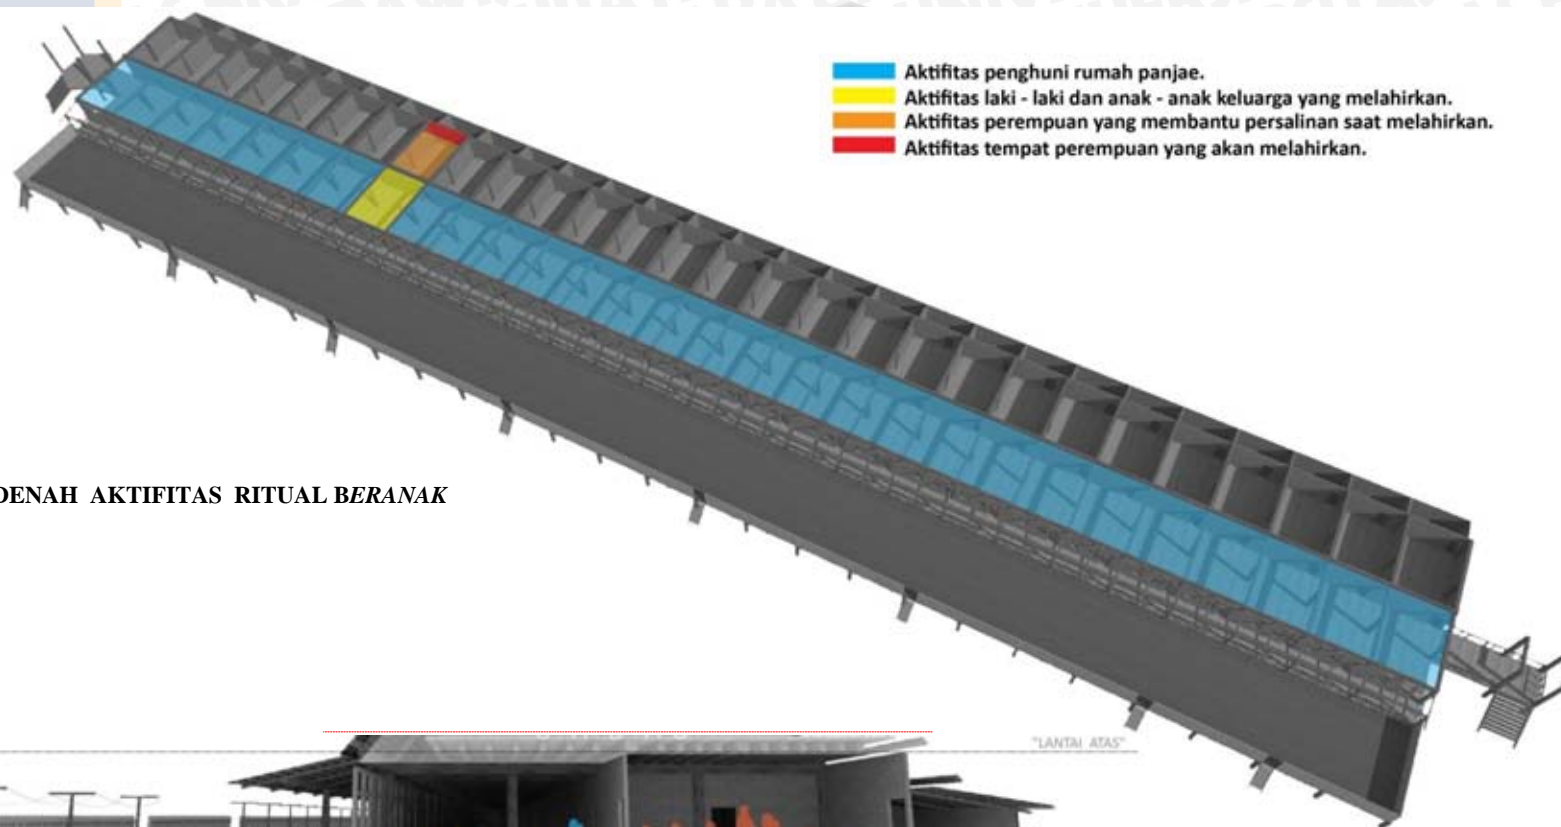 Aktifitas penghuni rumah panjae.
Aktifitas laki - laki dan anak - anak keluarga yang melahirkan.
Aktifitas perempuan yang membantu persalinan saat melahirkan.
Aktifitas tempat perempuan yang akan melahirkan.
DENAH AKTIFITAS RITUAL BERANAK
"LANTAI ATAS"